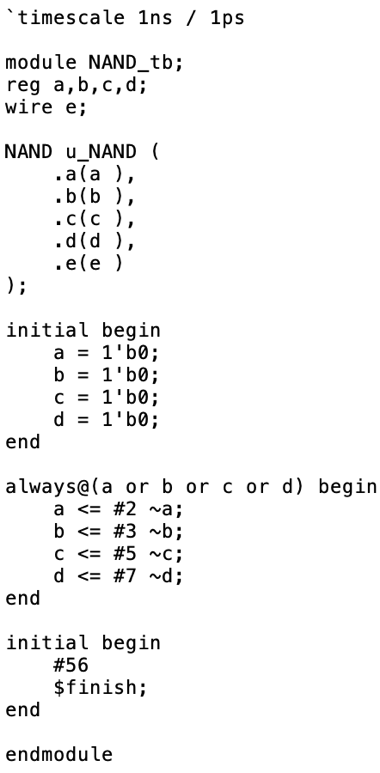 `timescale 1ns / 1ps

module NAND_tb;
reg a,b,c,d;
wire e;

NAND u_NAND (
    .a(a ),
    .b(b ),
    .c(c ),
    .d(d ),
    .e(e )
);

initial begin
    a = 1'b0;
    b = 1'b0;
    c = 1'b0;
    d = 1'b0;
end

always@(a or b or c or d) begin
    a <= #2 ~a;
    b <= #3 ~b;
    c <= #5 ~c;
    d <= #7 ~d;
end

initial begin
    #56
    $finish;
end

endmodule